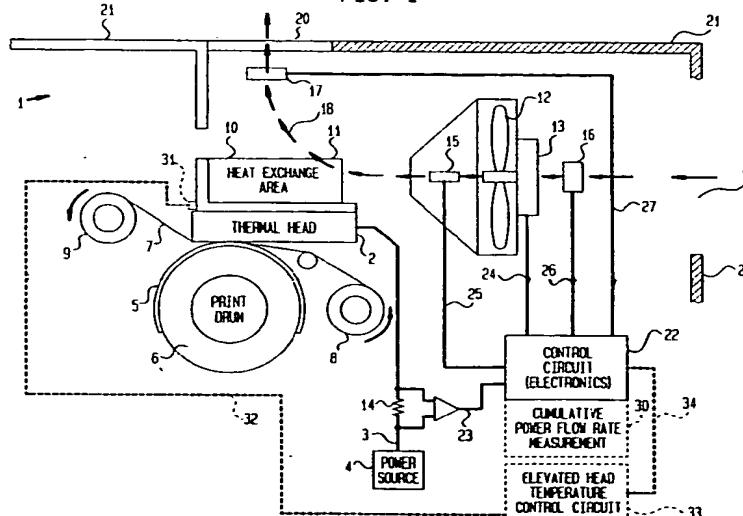 21
20
21
1
17
12
18
13
10
11
15
16
31
HEAT EXCHANGE
AREA
27
THERMAL HEAD
9
7
2
24
26
25
5
PRINT
DRUM
22
8
CONTROL
CIRCUIT
(ELECTRONICS)
6
14
34
30
32
23
CUMULATIVE
POWER FLOW RATE
MEASUREMENT
3
POWER
SOURCE
4
ELEVATED HEAD
TEMPERATURE
CONTROL CIRCUIT
33